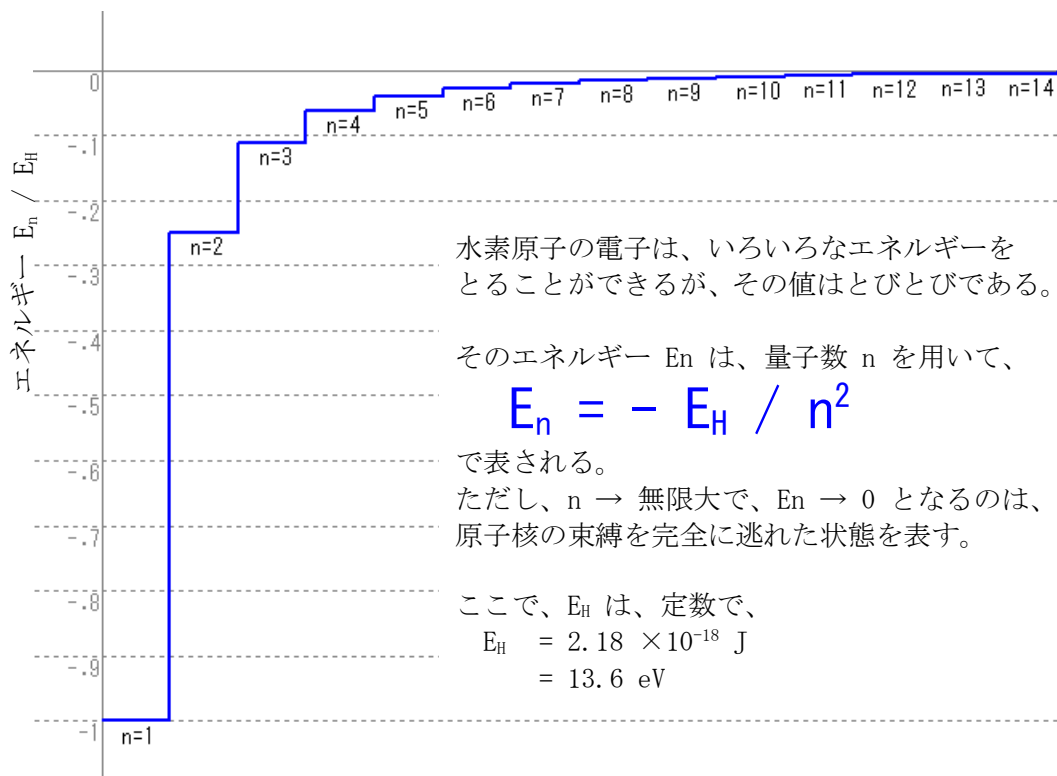 0
-.1
-.2
-.3
-.4
-.5
-.6
-.7
-.8
-.9
-1
エネルギー Eₙ / E_H
n=1
n=2
n=3
n=4
n=5
n=6
n=7
n=8
n=9
n=10
n=11
n=12
n=13
n=14
水素原子の電子は、いろいろなエネルギーを
とることができるが、その値はとびとびである。
そのエネルギー En は、量子数 n を用いて、
Eₙ = - E_H / n²
で表される。
ただし、n → 無限大で、En → 0 となるのは、
原子核の束縛を完全に逃れた状態を表す。
ここで、E_H は、定数で、
E_H = 2.18 ×10⁻¹⁸ J
= 13.6 eV